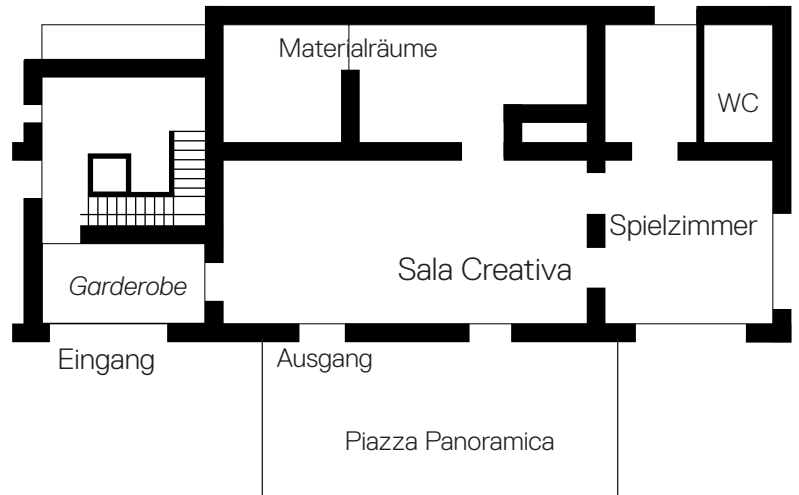 Materialräume
WC
Spielzimmer
Sala Creativa
Garderobe
Eingang
Ausgang
Piazza Panoramica